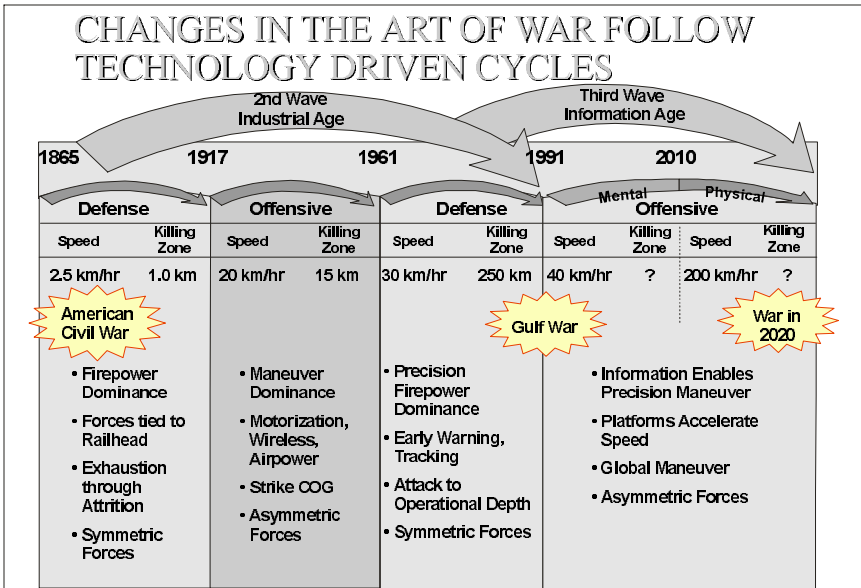 CHANGES IN THE ART OF WAR FOLLOW
TECHNOLOGY DRIVEN CYCLES
2nd Wave
Industrial Age
Third Wave
Information Age
1865 1917 1961 1991 2010
Mental Physical
Defense Offensive Defense Offensive
Speed Killing Zone Speed Killing Zone Speed Killing Zone Speed Killing Zone Speed Killing Zone
2.5 km/hr 1.0 km 20 km/hr 15 km 30 km/hr 250 km 40 km/hr ? 200 km/hr ?
American
Civil War
Gulf War
War in
2020
• Firepower
Dominance
• Forces tied to
Railhead
• Exhaustion
through
Attrition
• Symmetric
Forces
• Maneuver
Dominance
• Motorization,
Wireless,
Airpower
• Strike COG
• Asymmetric
Forces
• Precision
Firepower
Dominance
• Early Warning,
Tracking
• Attack to
Operational Depth
• Symmetric Forces
• Information Enables
Precision Maneuver
• Platforms Accelerate
Speed
• Global Maneuver
• Asymmetric Forces